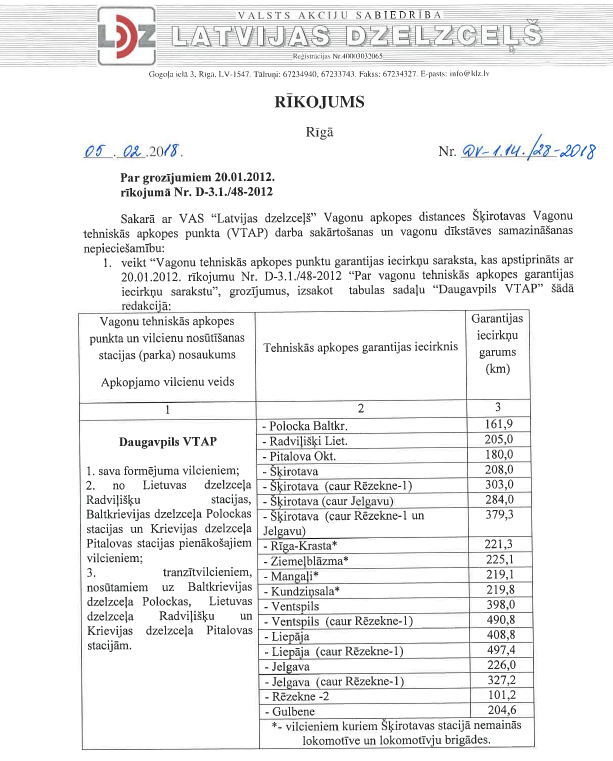 VALSTS AKCIJU SABIEDRĪBA
LDZ LATVIJAS DZELZCEĻŠ
Reģistrācijas Nr.40003032065
Gogoļa ielā 3, Rīgā, LV-1547. Tālruņi: 67234940, 67233743. Fakss: 67234327. E-pasts: info@ldz.lv
RĪKOJUMS
Rīgā
05.02.2018. Nr. DV-1.14./28-2018
Par grozījumiem 20.01.2012.
rīkojumā Nr. D-3.1./48-2012
Sakarā ar VAS “Latvijas dzelzceļš” Vagonu apkopes distances Šķirotavas Vagonu
tehniskās apkopes punkta (VTAP) darba sakārtošanas un vagonu dīkstāves samazināšanas
nepieciešamību:
1. veikt “Vagonu tehniskās apkopes punktu garantijas iecirkņu saraksta, kas apstiprināts ar
20.01.2012. rīkojumu Nr. D-3.1./48-2012 “Par vagonu tehniskās apkopes garantijas
iecirkņu sarakstu”, grozījumus, izsakot tabulas sadaļu “Daugavpils VTAP” šādā
redakcijā:
Vagonu tehniskās apkopes
punkta un vilcienu nosūtīšanas
stacijas (parka) nosaukums
Apkopjamo vilcienu veids
Tehniskās apkopes garantijas iecirknis
Garantijas
iecirkņu
garums
(km)
1 2 3
Daugavpils VTAP
1. sava formējuma vilcieniem;
2. no Lietuvas dzelzceļa
Radvilišķu stacijas,
Baltkrievijas dzelzceļa Polockas
stacijas un Krievijas dzelzceļa
Pitalovas stacijas pienākošajiem
vilcieniem;
3. tranzītvilcieniem,
nosūtāmiem uz Baltkrievijas
dzelzceļa Polockas, Lietuvas
dzelzceļa Radvilišķu un
Krievijas dzelzceļa Pitalovas
stacijām.
- Polocka Baltkr. 161,9
- Radvilišķi Liet. 205,0
- Pitalova Okt. 180,0
- Šķirotava 208,0
- Šķirotava (caur Rēzekne-1) 303,0
- Šķirotava (caur Jelgavu) 284,0
- Šķirotava (caur Rēzekne-1 un 379,3
Jelgavu)
- Rīga-Krasta* 221,3
- Ziemeļblāzma* 225,1
- Mangaļi* 219,1
- Kundziņsala* 219,8
- Ventspils 398,0
- Ventspils (caur Rēzekne-1) 490,8
- Liepāja 408,8
- Liepāja (caur Rēzekne-1) 497,4
- Jelgava 226,0
- Jelgava (caur Rēzekne-1) 327,2
- Rēzekne -2 101,2
- Gulbene 204,6
*- vilcieniem kuriem Šķirotavas stacijā nemainās
lokomotīve un lokomotīvju brigādes.